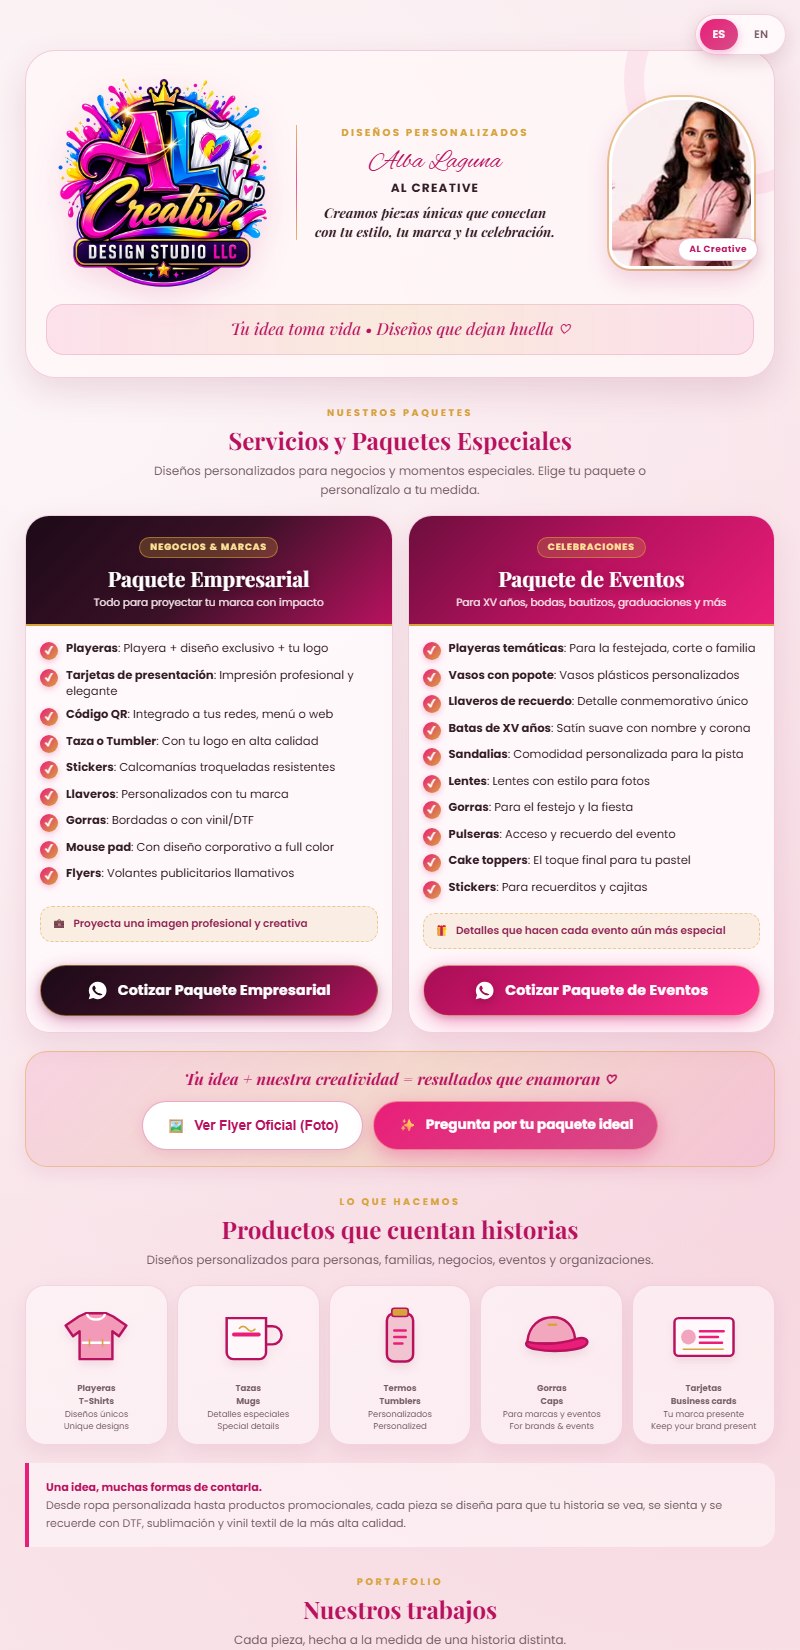 ES
EN
AL
Creative
DESIGN STUDIO LLC
DISEÑOS PERSONALIZADOS
Alba Laguna
AL CREATIVE
Creamos piezas únicas que conectan
con tu estilo, tu marca y tu celebración.
AL Creative
Tu idea toma vida • Diseños que dejan huella ♡
NUESTROS PAQUETES
Servicios y Paquetes Especiales
Diseños personalizados para negocios y momentos especiales. Elige tu paquete o
personalízalo a tu medida.
NEGOCIOS & MARCAS
Paquete Empresarial
Todo para proyectar tu marca con impacto
Playeras: Playera + diseño exclusivo + tu logo
Tarjetas de presentación: Impresión profesional y
elegante
Código QR: Integrado a tus redes, menú o web
Taza o Tumbler: Con tu logo en alta calidad
Stickers: Calcomanías troqueladas resistentes
Llaveros: Personalizados con tu marca
Gorras: Bordadas o con vinil/DTF
Mouse pad: Con diseño corporativo a full color
Flyers: Volantes publicitarios llamativos
💼 Proyecta una imagen profesional y creativa
Cotizar Paquete Empresarial
CELEBRACIONES
Paquete de Eventos
Para XV años, bodas, bautizos, graduaciones y más
Playeras temáticas: Para la festejada, corte o familia
Vasos con popote: Vasos plásticos personalizados
Llaveros de recuerdo: Detalle conmemorativo único
Batas de XV años: Satín suave con nombre y corona
Sandalias: Comodidad personalizada para la pista
Lentes: Lentes con estilo para fotos
Gorras: Para el festejo y la fiesta
Pulseras: Acceso y recuerdo del evento
Cake toppers: El toque final para tu pastel
Stickers: Para recuerditos y cajitas
🎁 Detalles que hacen cada evento aún más especial
Cotizar Paquete de Eventos
Tu idea + nuestra creatividad = resultados que enamoran ♡
🖼️ Ver Flyer Oficial (Foto)
✨ Pregunta por tu paquete ideal
LO QUE HACEMOS
Productos que cuentan historias
Diseños personalizados para personas, familias, negocios, eventos y organizaciones.
Playeras
T-Shirts
Diseños únicos
Unique designs
Tazas
Mugs
Detalles especiales
Special details
Termos
Tumblers
Personalizados
Personalized
Gorras
Caps
Para marcas y eventos
For brands & events
Tarjetas
Business cards
Tu marca presente
Keep your brand present
Una idea, muchas formas de contarla.
Desde ropa personalizada hasta productos promocionales, cada pieza se diseña para que tu historia se vea, se sienta y se
recuerde con DTF, sublimación y vinil textil de la más alta calidad.
PORTAFOLIO
Nuestros trabajos
Cada pieza, hecha a la medida de una historia distinta.